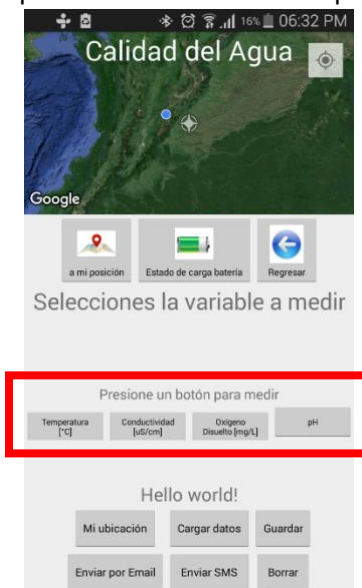 16% 06:32 PM
Calidad del Agua
Google
a mi posición Estado de carga batería Regresar
Selecciones la variable a medir
Presione un botón para medir
Temperatura [°C] Conductividad [uS/cm] Oxigeno Disuelto [mg/L] pH
Hello world!
Mi ubicación Cargar datos Guardar
Enviar por Email Enviar SMS Borrar